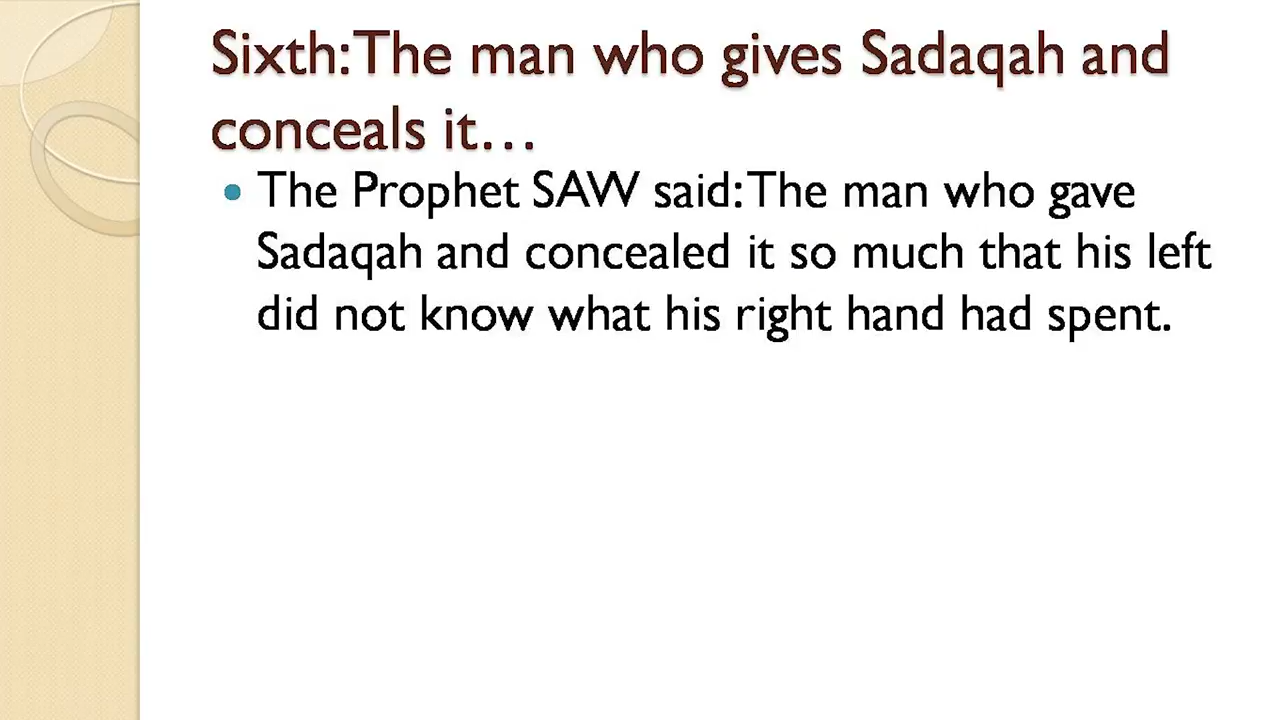 Sixth: The man who gives Sadaqah and
conceals it…
• The Prophet SAW said: The man who gave
Sadaqah and concealed it so much that his left
did not know what his right hand had spent.